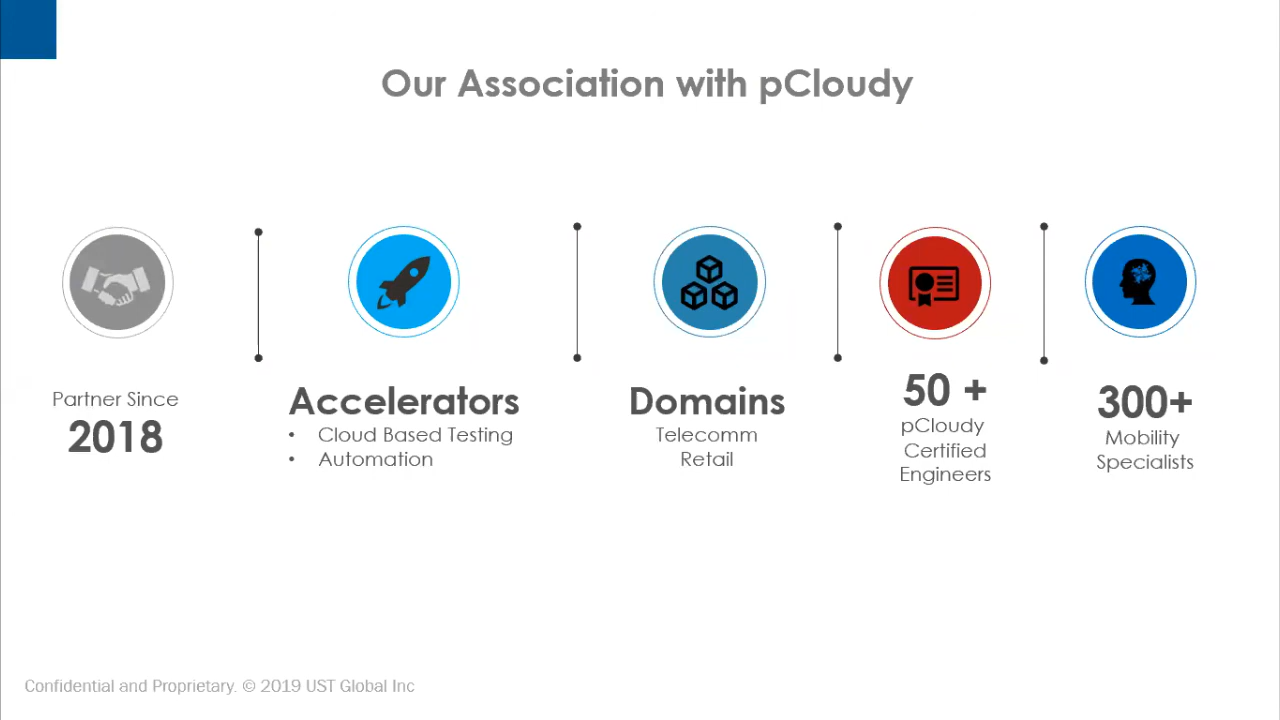 Our Association with pCloudy
Partner Since
2018
Accelerators
• Cloud Based Testing
• Automation
Domains
Telecomm
Retail
50 +
pCloudy
Certified
Engineers
300+
Mobility
Specialists
Confidential and Proprietary. © 2019 UST Global Inc